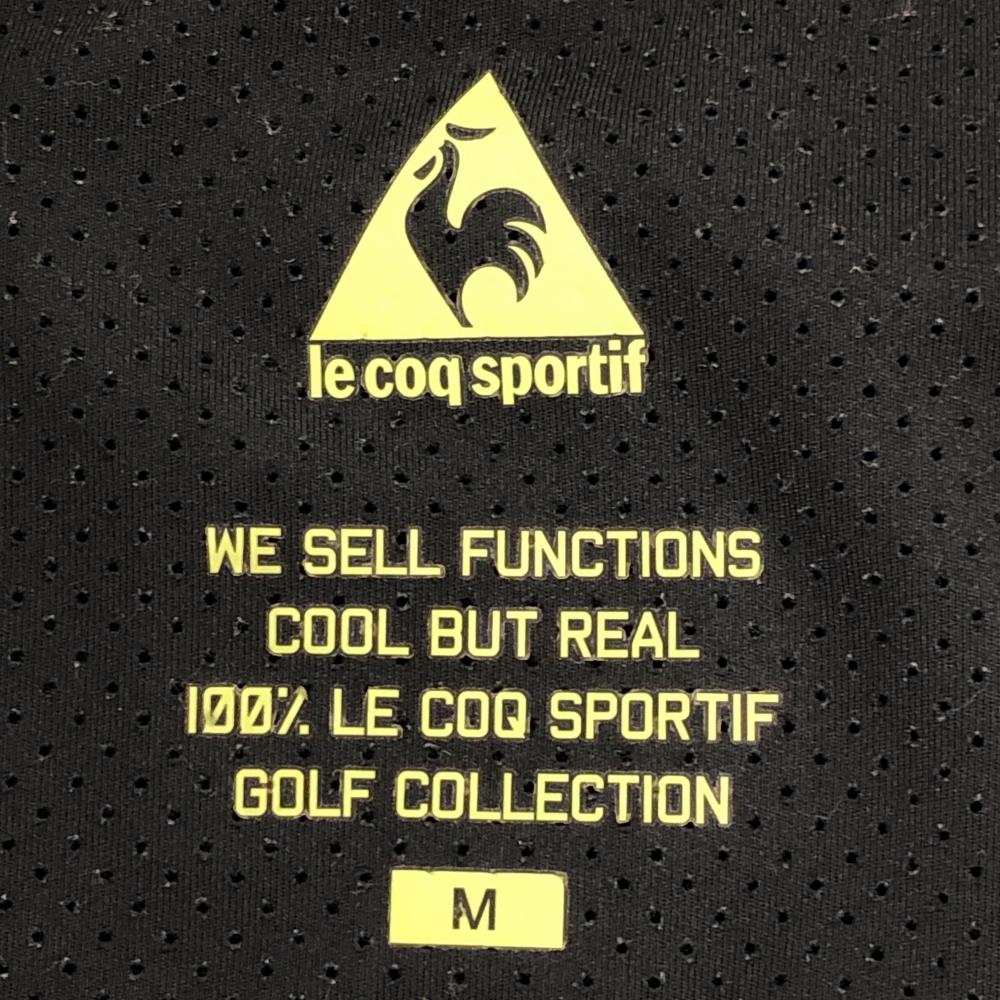 le coq sportif
WE SELL FUNCTIONS
COOL BUT REAL
100% LE COQ SPORTIF
GOLF COLLECTION
M